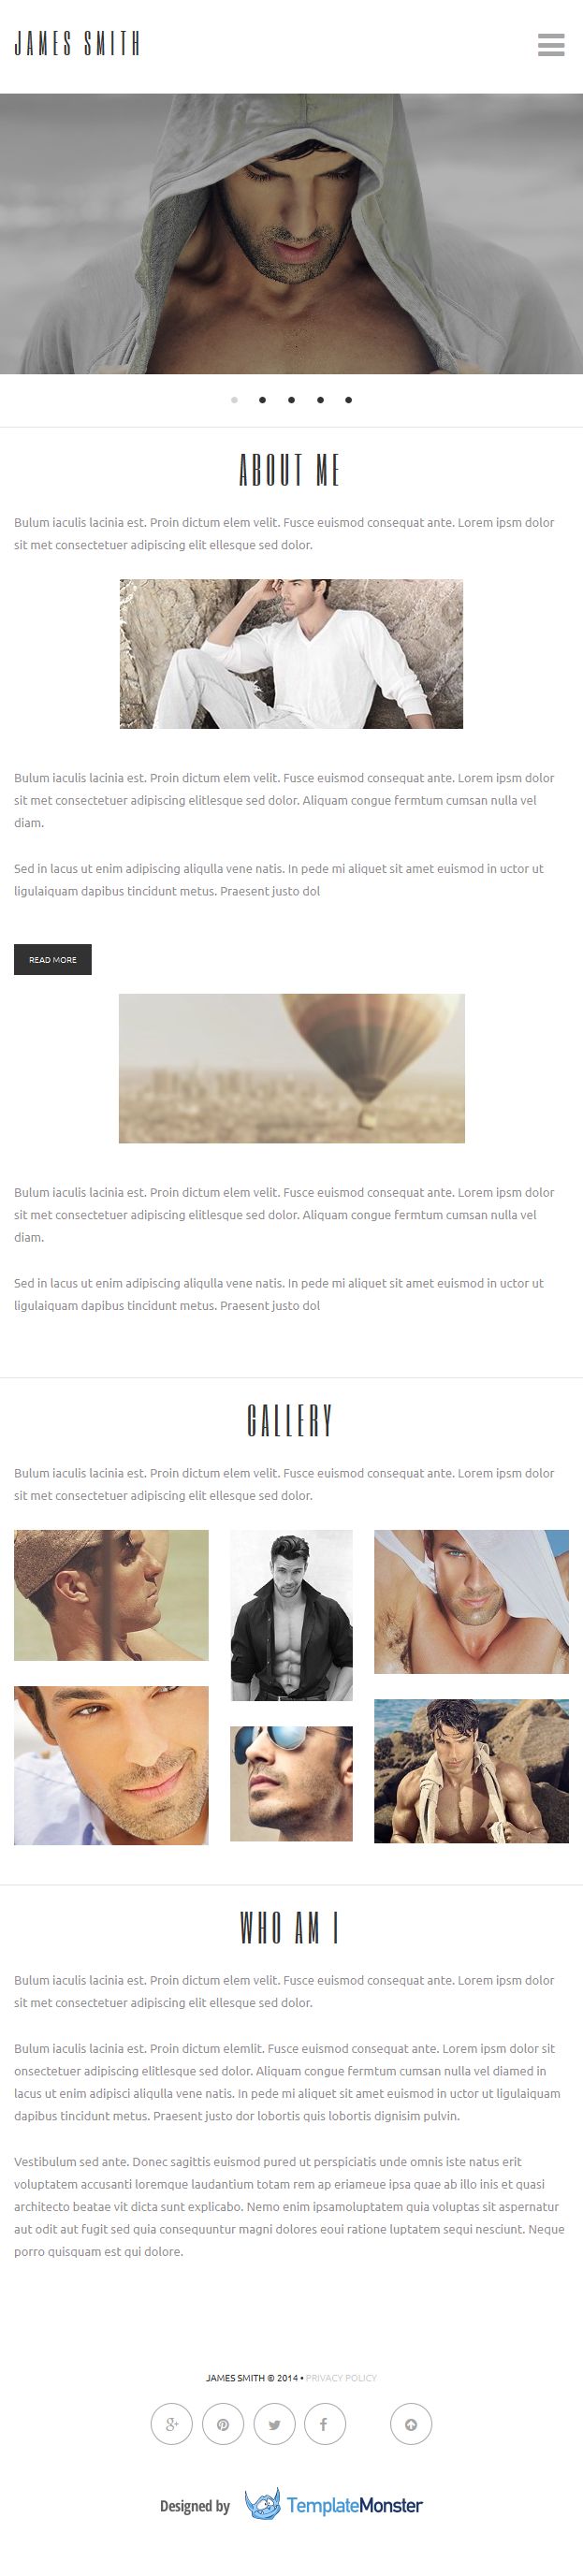 JAMES SMITH
ABOUT ME
Bulum iaculis lacinia est. Proin dictum elem velit. Fusce euismod consequat ante. Lorem ipsm dolor
sit met consectetuer adipiscing elit ellesque sed dolor.
Bulum iaculis lacinia est. Proin dictum elem velit. Fusce euismod consequat ante. Lorem ipsm dolor
sit met consectetuer adipiscing elitlesque sed dolor. Aliquam congue fermtum cumsan nulla vel
diam.
Sed in lacus ut enim adipiscing aliqulla vene natis. In pede mi aliquet sit amet euismod in uctor ut
ligulaiquam dapibus tincidunt metus. Praesent justo dol
READ MORE
Bulum iaculis lacinia est. Proin dictum elem velit. Fusce euismod consequat ante. Lorem ipsm dolor
sit met consectetuer adipiscing elitlesque sed dolor. Aliquam congue fermtum cumsan nulla vel
diam.
Sed in lacus ut enim adipiscing aliqulla vene natis. In pede mi aliquet sit amet euismod in uctor ut
ligulaiquam dapibus tincidunt metus. Praesent justo dol
GALLERY
Bulum iaculis lacinia est. Proin dictum elem velit. Fusce euismod consequat ante. Lorem ipsm dolor
sit met consectetuer adipiscing elit ellesque sed dolor.
WHO AM I
Bulum iaculis lacinia est. Proin dictum elem velit. Fusce euismod consequat ante. Lorem ipsm dolor
sit met consectetuer adipiscing elit ellesque sed dolor.
Bulum iaculis lacinia est. Proin dictum elemlit. Fusce euismod consequat ante. Lorem ipsm dolor sit
onsectetuer adipiscing elitlesque sed dolor. Aliquam congue fermtum cumsan nulla vel diamed in
lacus ut enim adipisci aliqulla vene natis. In pede mi aliquet sit amet euismod in uctor ut ligulaiquam
dapibus tincidunt metus. Praesent justo dor lobortis quis lobortis dignisim pulvin.
Vestibulum sed ante. Donec sagittis euismod pured ut perspiciatis unde omnis iste natus erit
voluptatem accusanti loremque laudantium totam rem ap eriameue ipsa quae ab illo inis et quasi
architecto beatae vit dicta sunt explicabo. Nemo enim ipsamoluptatem quia voluptas sit aspernatur
aut odit aut fugit sed quia consequuntur magni dolores eoui ratione luptatem sequi nesciunt. Neque
porro quisquam est qui dolore.
JAMES SMITH © 2014 • PRIVACY POLICY
Designed by TemplateMonster